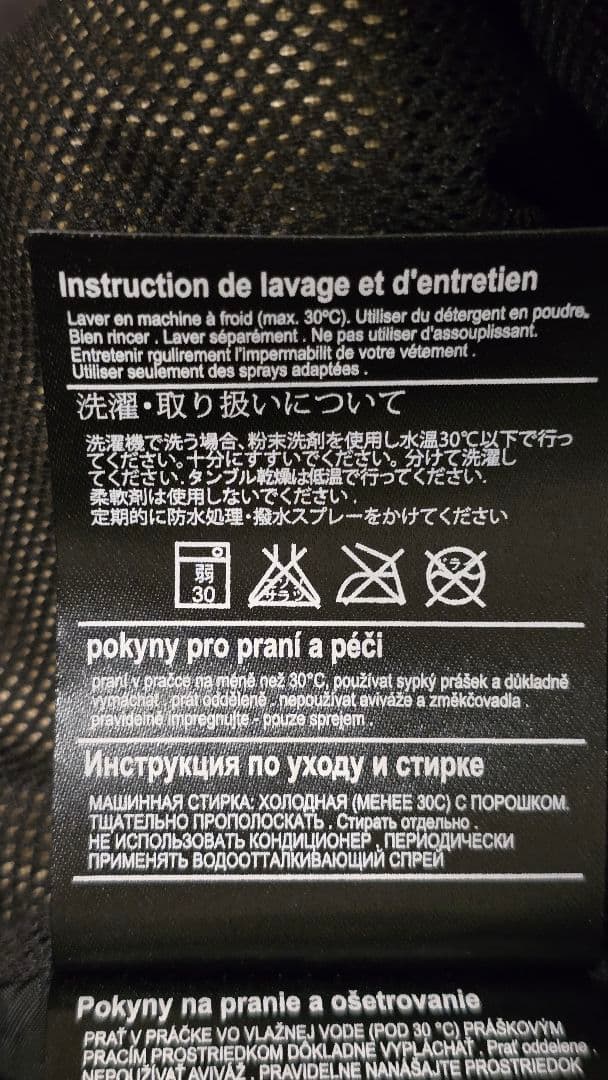 Instruction de lavage et d'entretien
Laver en machine à froid (max. 30ºC). Utiliser du détergent en poudre.
Bien rincer . Laver séparément . Ne pas utiliser d'assouplissant.
Entretenir rgulirement l'impermabilit de votre vêtement .
Utiliser seulement des sprays adaptées .
洗濯・取り扱いについて
洗濯機で洗う場合、粉末洗剤を使用し水温30℃以下で行っ
てください。十分にすすいでください。分けて洗濯し
てください.タンブル乾燥は低温で行ってください.
柔軟剤は使用しないでください .
定期的に防水処理・撥水スプレーをかけてください
弱
30
pokyny pro praní a péči
praní v pračce na méně než 30°C, používat sypký prášek a důkladně
vymáchat , prát odděleně . nepoužívat aviváže a změkčovadla .
pravidelně impregnujte - pouze sprejem .
Инструкция по уходу и стирке
МАШИННАЯ СТИРКА: ХОЛОДНАЯ (МЕНЕЕ 30С) С ПОРОШКОМ.
ТЩАТЕЛЬНО ПРОПОЛОСКАТЬ . Стирать отдельно .
НЕ ИСПОЛЬЗОВАТЬ КОНДИЦИОНЕР , ПЕРИОДИЧЕСКИ
ПРИМЕНЯТЬ ВОДООТТАЛКИВАЮЩИЙ СПРЕЙ
Pokyny na pranie a ošetrovanie
PRAŤ V PRÁČKE VO VLAŽNEJ VODE (POD 30 °C) PRÁŠKOVÝM
PRACÍM PROSTRIEDKOM DÔKLADNE VYPLÁCHAŤ . Prať oddelene .
NEPOUŽÍVAŤ AVIVÁŽ . PRAVIDELNE NANÁŠAJTE PROSTRIEDOK